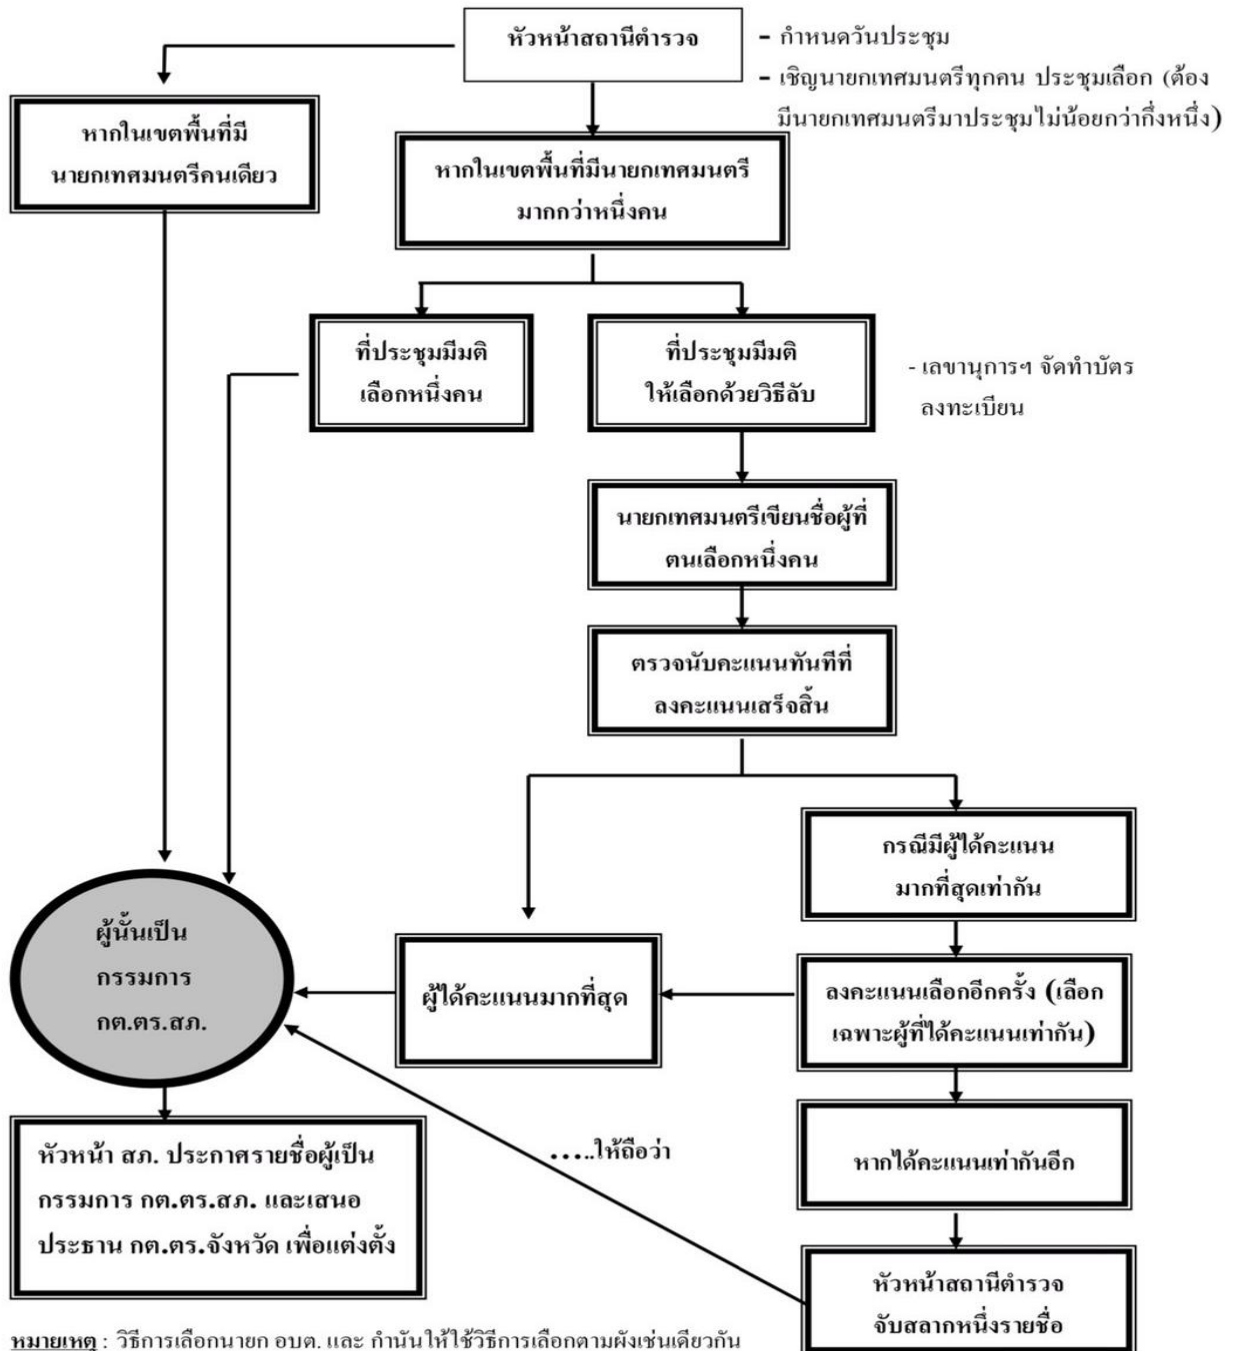 หัวหน้าสถานีตำรวจ
- กำหนดวันประชุม
- เชิญนายกเทศมนตรีทุกคน ประชุมเลือก (ต้อง
มีนายกเทศมนตรีมาประชุมไม่น้อยกว่ากึ่งหนึ่ง)
หากในเขตพื้นที่มี
นายกเทศมนตรีคนเดียว
หากในเขตพื้นที่มีนายกเทศมนตรี
มากกว่าหนึ่งคน
ที่ประชุมมีมติ
เลือกหนึ่งคน
ที่ประชุมมีมติ
ให้เลือกด้วยวิธีลับ
- เลขานุการฯ จัดทำบัตร
ลงทะเบียน
นายกเทศมนตรีเขียนชื่อผู้ที่
ตนเลือกหนึ่งคน
ตรวจนับคะแนนทันทีที่
ลงคะแนนเสร็จสิ้น
กรณีมีผู้ได้คะแนน
มากที่สุดเท่ากัน
ผู้นั้นเป็น
กรรมการ
กต.ตร.สภ.
ผู้ได้คะแนนมากที่สุด
ลงคะแนนเลือกอีกครั้ง (เลือก
เฉพาะผู้ที่ได้คะแนนเท่ากัน)
หัวหน้า สภ. ประกาศรายชื่อผู้เป็น
กรรมการ กต.ตร.สภ. และเสนอ
ประธาน กต.ตร.จังหวัด เพื่อแต่งตั้ง
.....ให้ถือว่า
หากได้คะแนนเท่ากันอีก
หัวหน้าสถานีตำรวจ
จับสลากหนึ่งรายชื่อ
หมายเหตุ : วิธีการเลือกนายก อบต. และ กำนันให้ใช้วิธีการเลือกตามผังเช่นเดียวกัน